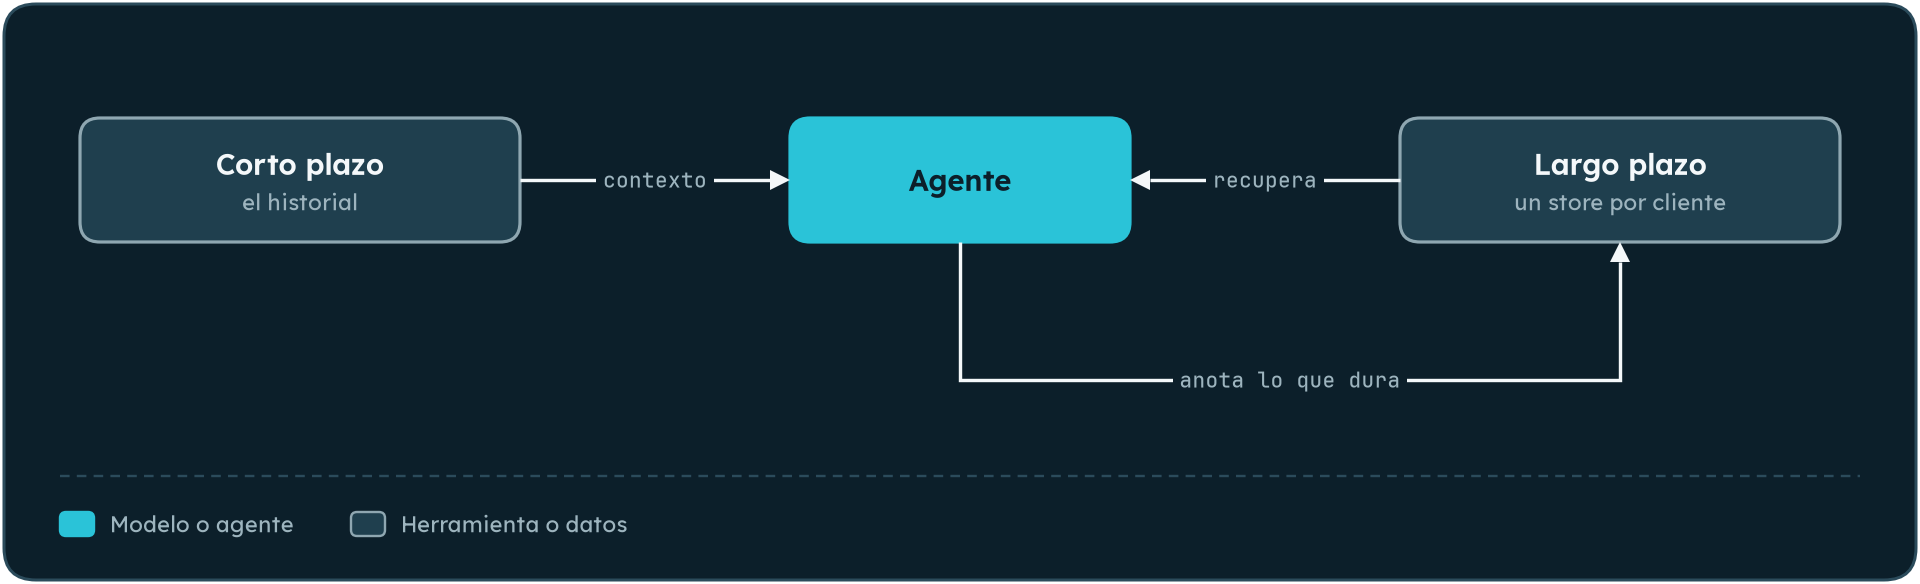 Corto plazo
el historial
contexto
Agente
recupera
Largo plazo
un store por cliente
anota lo que dura
Modelo o agente
Herramienta o datos